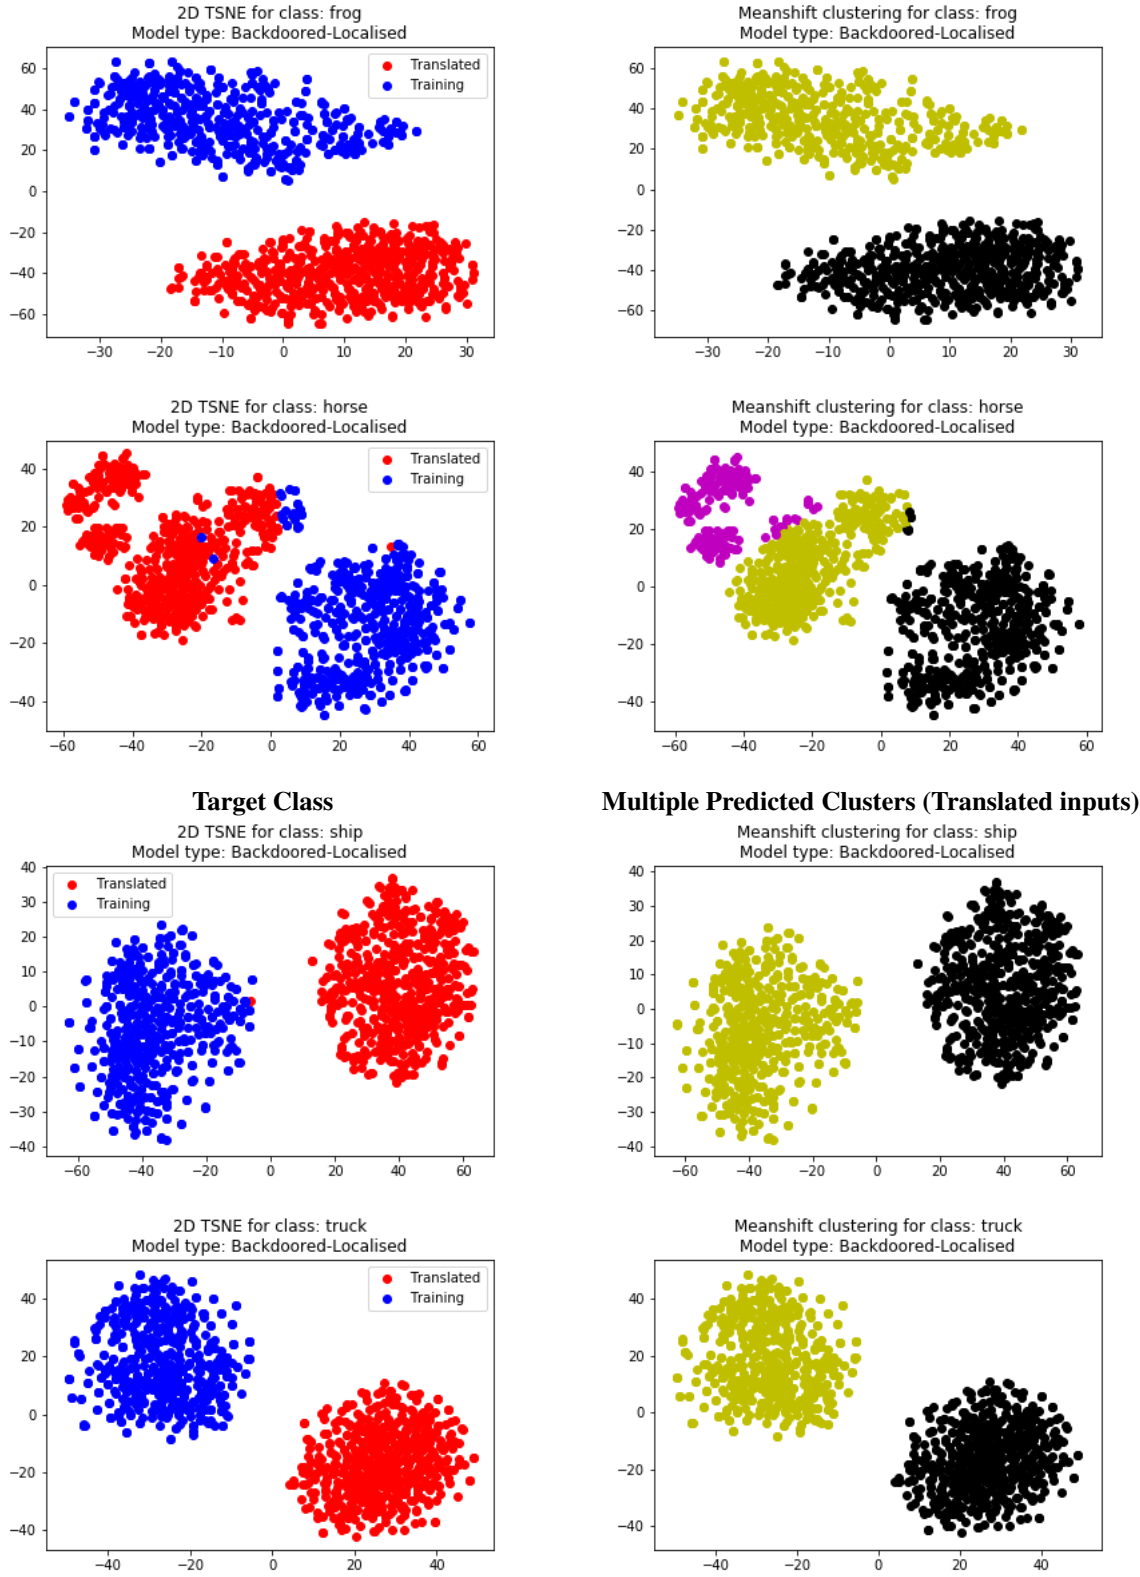 2D TSNE for class: frog
Model type: Backdoored-Localised
Translated
Training
60
40
20
0
−20
−40
−60
−30 −20 −10 0 10 20 30
Meanshift clustering for class: frog
Model type: Backdoored-Localised
60
40
20
0
−20
−40
−60
−30 −20 −10 0 10 20 30
2D TSNE for class: horse
Model type: Backdoored-Localised
Translated
Training
40
20
0
−20
−40
−60 −40 −20 0 20 40 60
Meanshift clustering for class: horse
Model type: Backdoored-Localised
40
20
0
−20
−40
−60 −40 −20 0 20 40 60
Target Class
Multiple Predicted Clusters (Translated inputs)
2D TSNE for class: ship
Model type: Backdoored-Localised
Translated
Training
40
30
20
10
0
−10
−20
−30
−40
−60 −40 −20 0 20 40 60
Meanshift clustering for class: ship
Model type: Backdoored-Localised
40
30
20
10
0
−10
−20
−30
−40
−60 −40 −20 0 20 40 60
2D TSNE for class: truck
Model type: Backdoored-Localised
Translated
Training
40
20
0
−20
−40
−40 −20 0 20 40
Meanshift clustering for class: truck
Model type: Backdoored-Localised
40
20
0
−20
−40
−40 −20 0 20 40